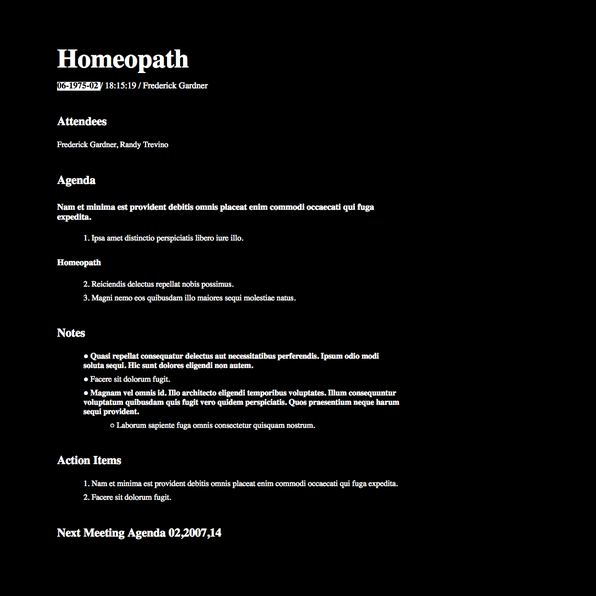 Homeopath
06-1975-02 / 18:15:19 / Frederick Gardner
Attendees
Frederick Gardner, Randy Trevino
Agenda
Nam et minima est provident debitis omnis placeat enim commodi occaecati qui fuga
expedita.
1. Ipsa amet distinctio perspiciatis libero iure illo.
Homeopath
2. Reiciendis delectus repellat nobis possimus.
3. Magni nemo eos quibusdam illo maiores sequi molestiae natus.
Notes
● Quasi repellat consequatur delectus aut necessitatibus perferendis. Ipsum odio modi
soluta sequi. Hic sunt dolores eligendi non autem.
● Facere sit dolorum fugit.
● Magnam vel omnis id. Illo architecto eligendi temporibus voluptates. Illum consequuntur
voluptatum quibusdam quis fugit vero quidem perspiciatis. Quos praesentium neque harum
sequi provident.
○ Laborum sapiente fuga omnis consectetur quisquam nostrum.
Action Items
1. Nam et minima est provident debitis omnis placeat enim commodi occaecati qui fuga expedita.
2. Facere sit dolorum fugit.
Next Meeting Agenda 02,2007,14